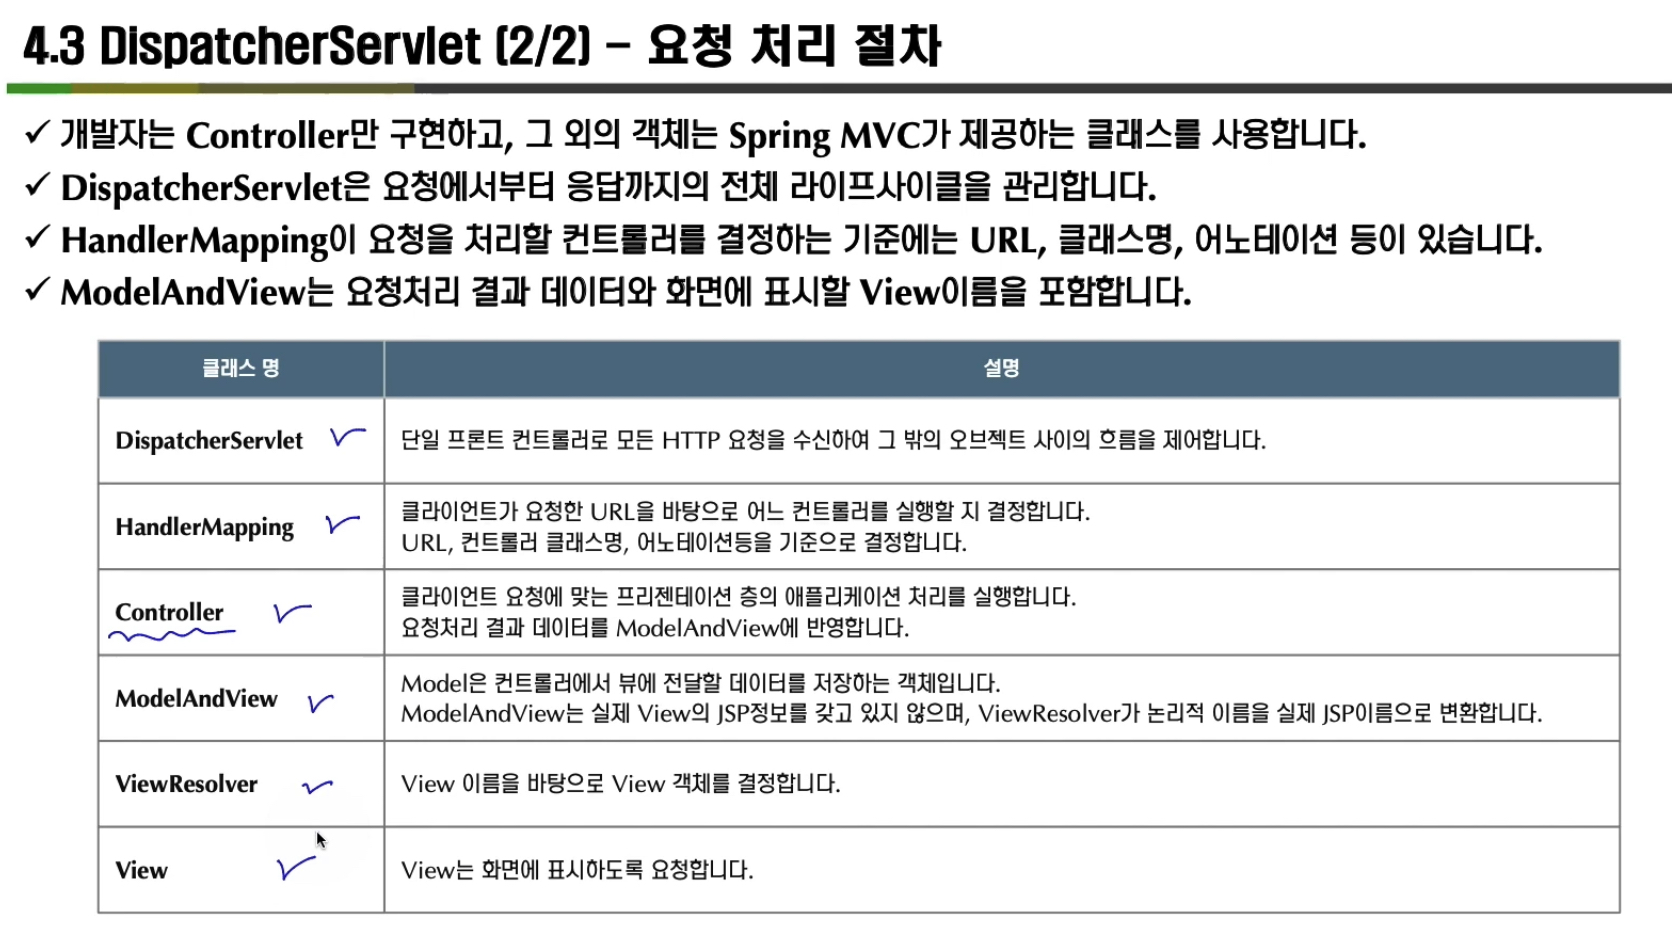 4.3 DispatcherServlet (2/2) – 요청 처리 절차
✓ 개발자는 Controller만 구현하고, 그 외의 객체는 Spring MVC가 제공하는 클래스를 사용합니다.
✓ DispatcherServlet은 요청에서부터 응답까지의 전체 라이프사이클을 관리합니다.
✓ HandlerMapping이 요청을 처리할 컨트롤러를 결정하는 기준에는 URL, 클래스명, 어노테이션 등이 있습니다.
✓ ModelAndView는 요청처리 결과 데이터와 화면에 표시할 View이름을 포함합니다.
클래스 명
설명
DispatcherServlet
단일 프론트 컨트롤러로 모든 HTTP 요청을 수신하여 그 밖의 오브젝트 사이의 흐름을 제어합니다.
HandlerMapping
클라이언트가 요청한 URL을 바탕으로 어느 컨트롤러를 실행할 지 결정합니다.
URL, 컨트롤러 클래스명, 어노테이션등을 기준으로 결정합니다.
Controller
클라이언트 요청에 맞는 프리젠테이션 층의 애플리케이션 처리를 실행합니다.
요청처리 결과 데이터를 ModelAndView에 반영합니다.
ModelAndView
Model은 컨트롤러에서 뷰에 전달할 데이터를 저장하는 객체입니다.
ModelAndView는 실제 View의 JSP정보를 갖고 있지 않으며, ViewResolver가 논리적 이름을 실제 JSP이름으로 변환합니다.
ViewResolver
View 이름을 바탕으로 View 객체를 결정합니다.
View
View는 화면에 표시하도록 요청합니다.